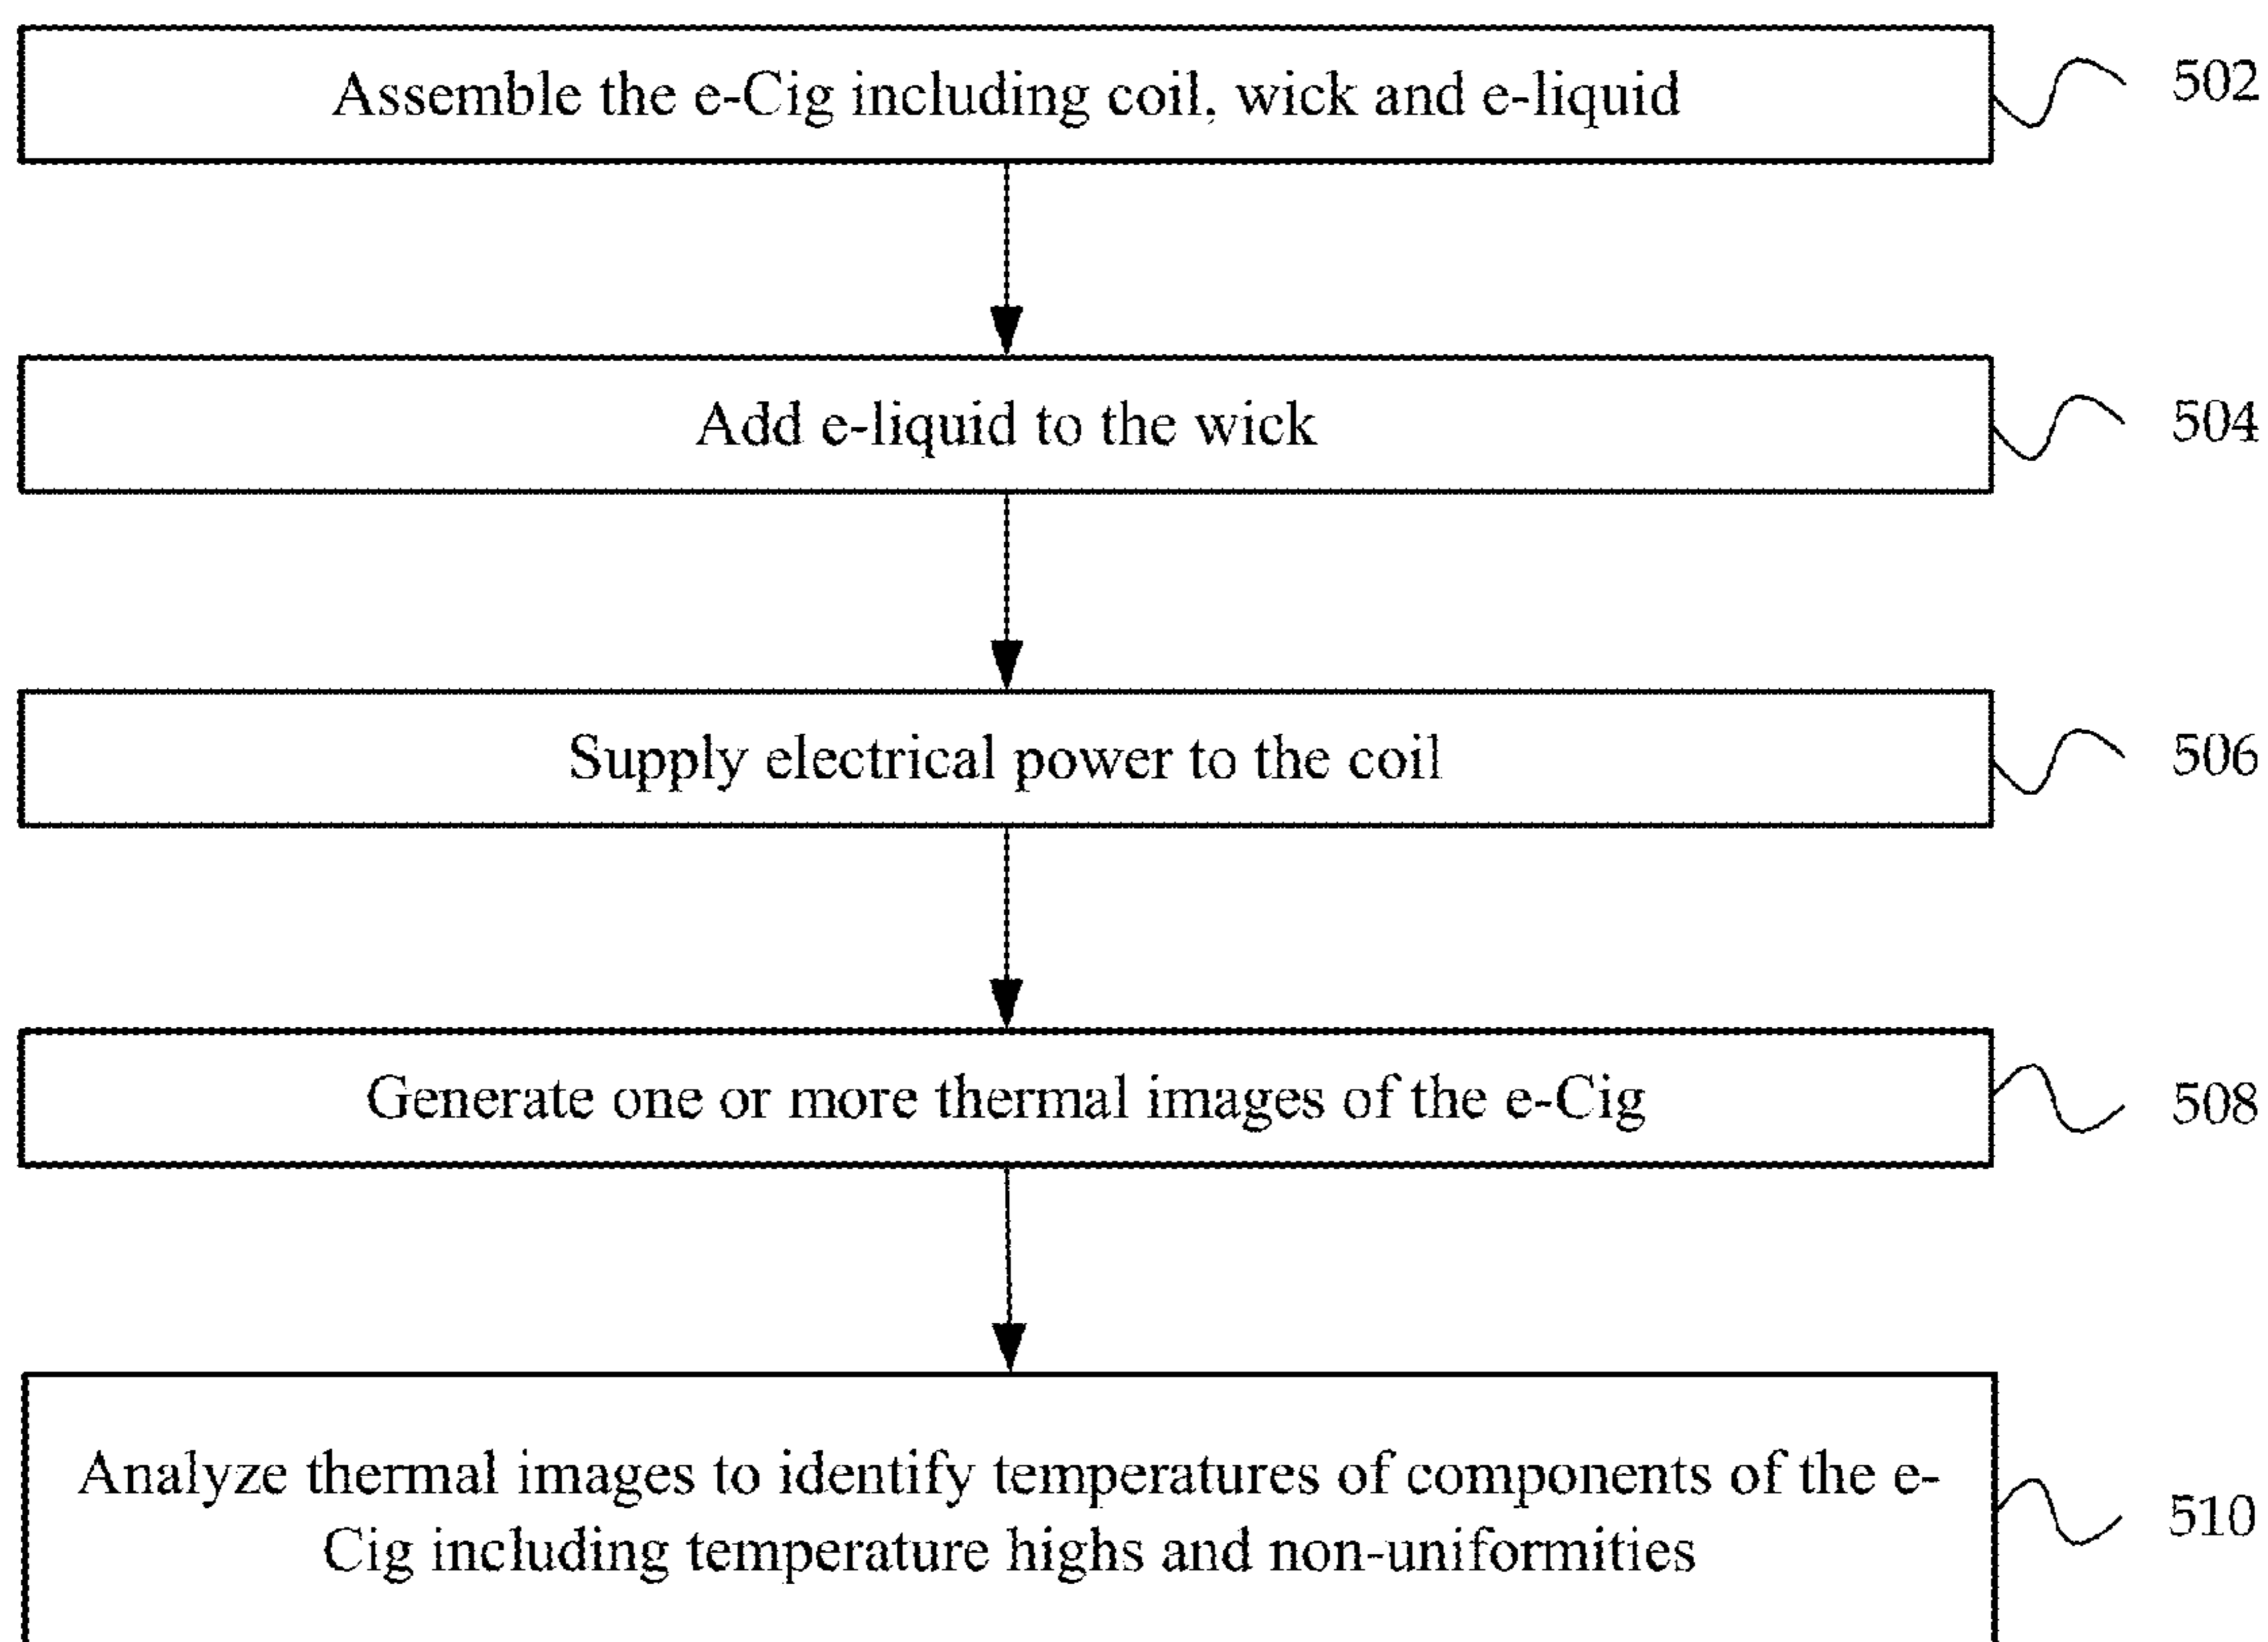 Assemble the e-Cig including coil, wick and e-liquid
502
Add e-liquid to the wick
504
Supply electrical power to the coil
506
Generate one or more thermal images of the e-Cig
508
Analyze thermal images to identify temperatures of components of the e-
Cig including temperature highs and non-uniformities
510